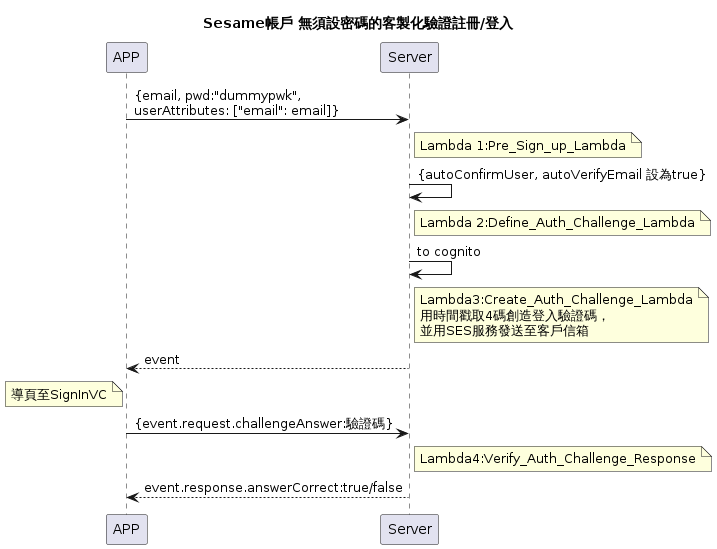 Sesame帳戶 無須設密碼的客製化驗證註冊/登入
APP
Server
{email, pwd:"dummypwk",
userAttributes: ["email": email]}
Lambda 1:Pre_Sign_up_Lambda
{autoConfirmUser, autoVerifyEmail 設為true}
Lambda 2:Define_Auth_Challenge_Lambda
to cognito
Lambda3:Create_Auth_Challenge_Lambda
用時間戳取4碼創造登入驗證碼，
並用SES服務發送至客戶信箱
event
導頁至SignInVC
{event.request.challengeAnswer:驗證碼}
Lambda4:Verify_Auth_Challenge_Response
event.response.answerCorrect:true/false
APP
Server